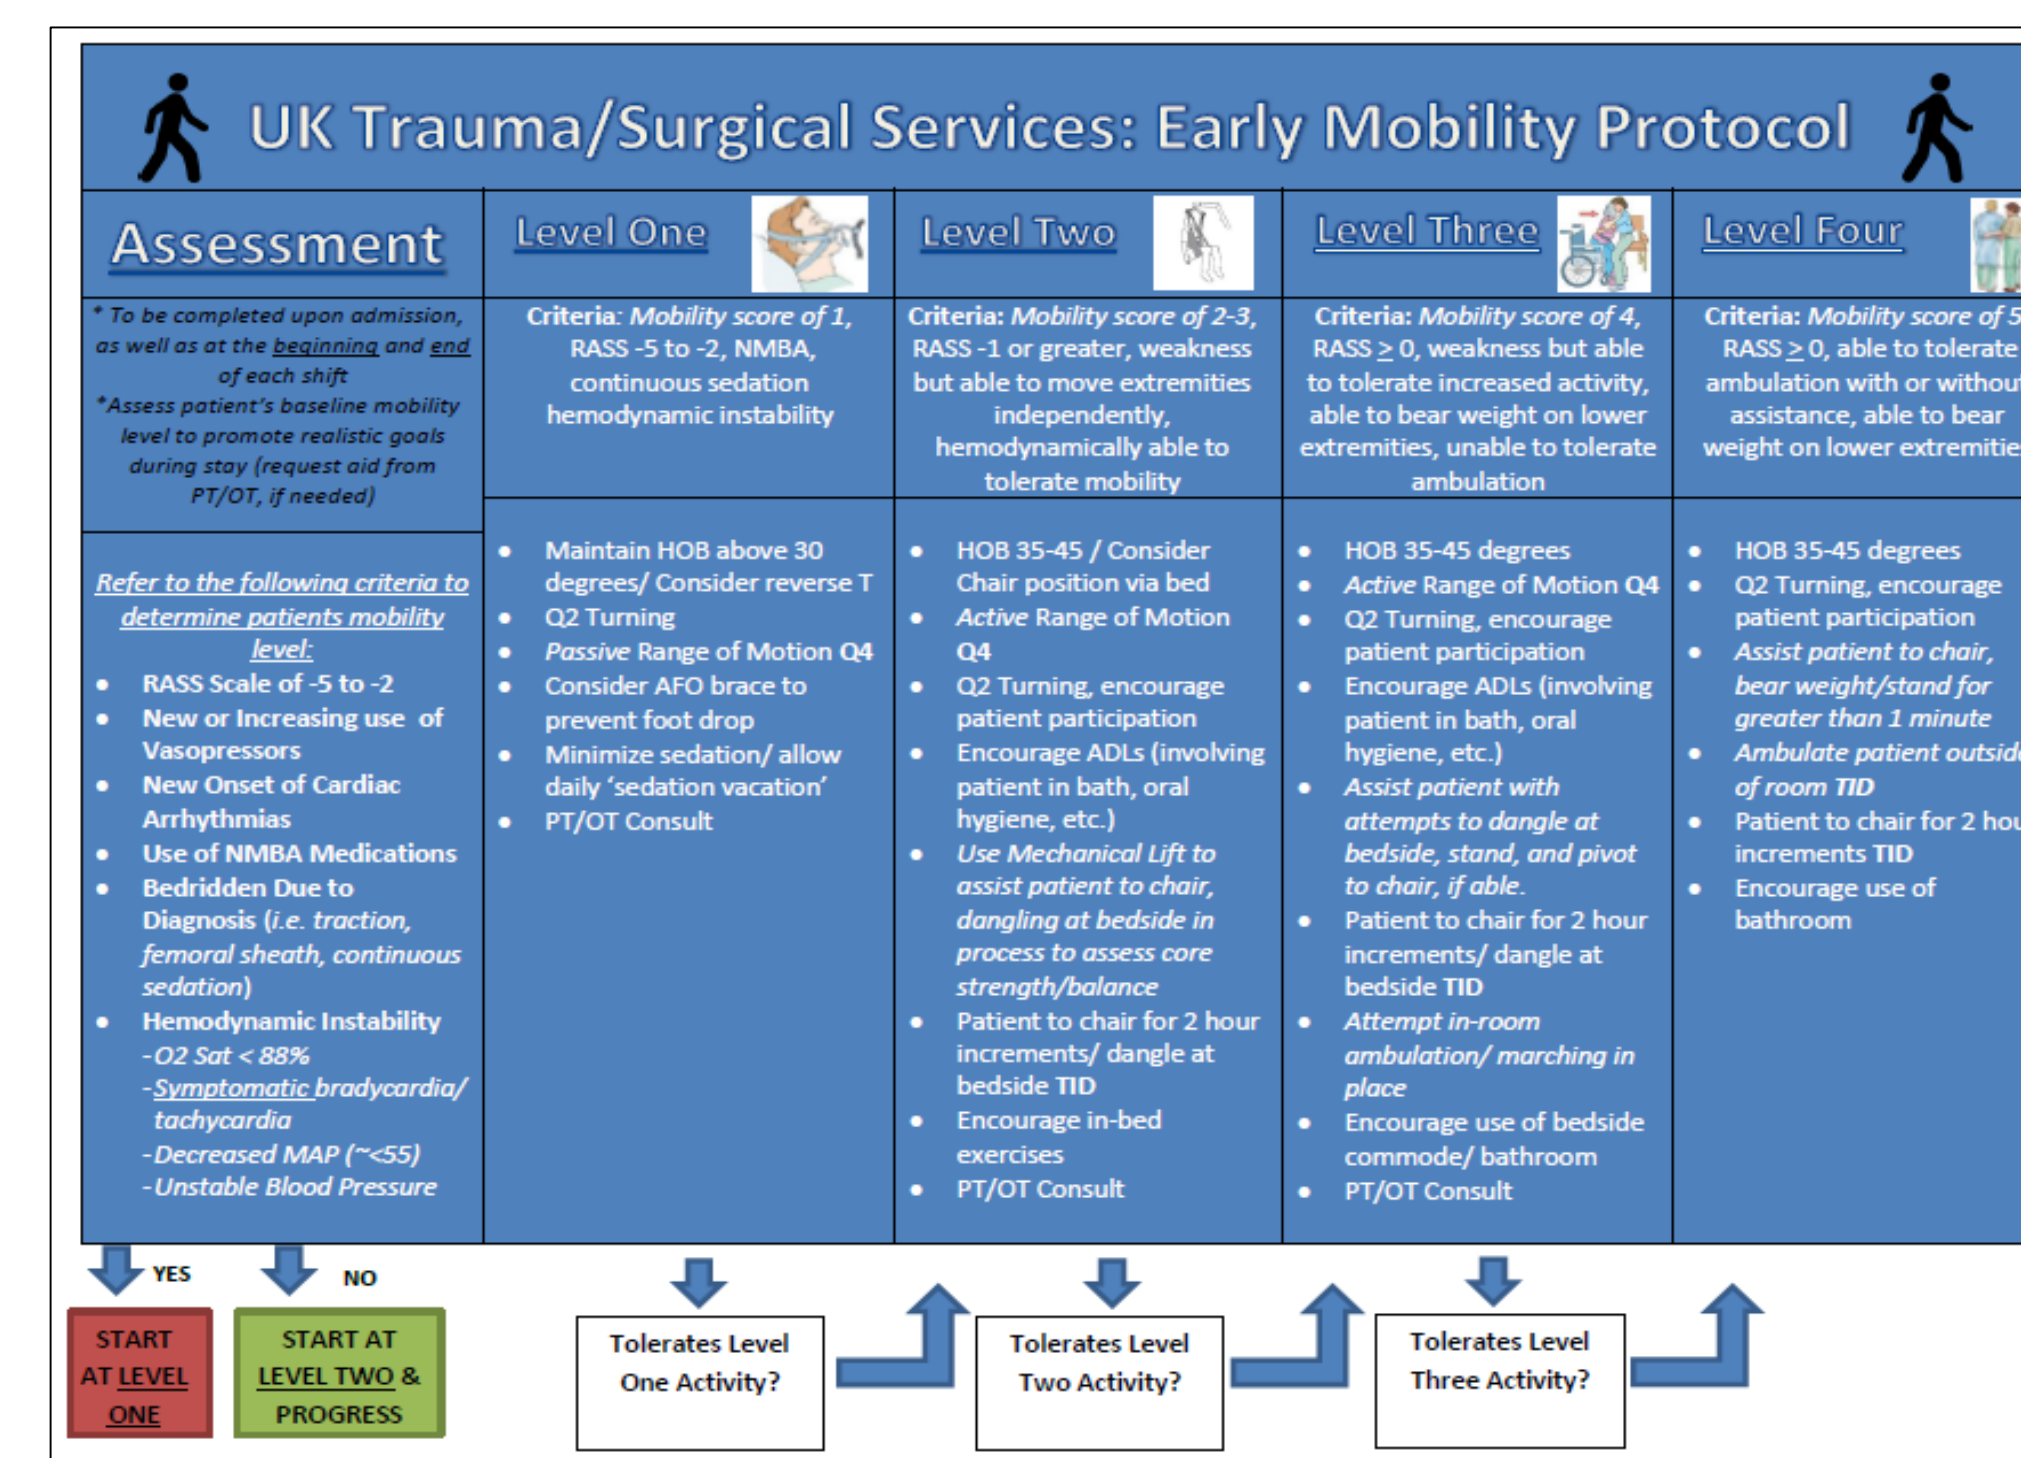 UK Trauma/Surgical Services: Early Mobility Protocol
Assessment
* To be completed upon admission,
as well as at the beginning and end
of each shift
*Assess patient's baseline mobility
level to promote realistic goals
during stay (request aid from
PT/OT, if needed)
Refer to the following criteria to
determine patients mobility
level:
● RASS Scale of -5 to -2
● New or Increasing use of
Vasopressors
● New Onset of Cardiac
Arrhythmias
● Use of NMBA Medications
● Bedridden Due to
Diagnosis (i.e. traction,
femoral sheath, continuous
sedation)
● Hemodynamic Instability
-O2 Sat < 88%
-Symptomatic bradycardia/
tachycardia
-Decreased MAP (~<55)
-Unstable Blood Pressure
YES
NO
START
AT LEVEL
ONE
START AT
LEVEL TWO &
PROGRESS
Level One
Criteria: Mobility score of 1,
RASS -5 to -2, NMBA,
continuous sedation
hemodynamic instability
● Maintain HOB above 30
degrees/ Consider reverse T
● Q2 Turning
● Passive Range of Motion Q4
● Consider AFO brace to
prevent foot drop
● Minimize sedation/ allow
daily ‘sedation vacation’
● PT/OT Consult
Tolerates Level
One Activity?
Level Two
Criteria: Mobility score of 2-3,
RASS -1 or greater, weakness
but able to move extremities
independently,
hemodynamically able to
tolerate mobility
● HOB 35-45 / Consider
Chair position via bed
● Active Range of Motion
Q4
● Q2 Turning, encourage
patient participation
● Encourage ADLs (involving
patient in bath, oral
hygiene, etc.)
● Use Mechanical Lift to
assist patient to chair,
dangling at bedside in
process to assess core
strength/balance
● Patient to chair for 2 hour
increments/ dangle at
bedside TID
● Encourage in-bed
exercises
● PT/OT Consult
Tolerates Level
Two Activity?
Level Three
Criteria: Mobility score of 4,
RASS ≥ 0, weakness but able
to tolerate increased activity,
able to bear weight on lower
extremities, unable to tolerate
ambulation
● HOB 35-45 degrees
● Active Range of Motion Q4
● Q2 Turning, encourage
patient participation
● Encourage ADLs (involving
patient in bath, oral
hygiene, etc.)
● Assist patient with
attempts to dangle at
bedside, stand, and pivot
to chair, if able.
● Patient to chair for 2 hour
increments/ dangle at
bedside TID
● Attempt in-room
ambulation/ marching in
place
● Encourage use of bedside
commode/ bathroom
● PT/OT Consult
Tolerates Level
Three Activity?
Level Four
Criteria: Mobility score of 5
RASS ≥ 0, able to tolerate
ambulation with or without
assistance, able to bear
weight on lower
● HOB 35-45 degrees
● Q2 Turning, encourage
patient participation
● Assist patient to chair,
bear weight/stand for
greater than 1 minute
● Ambulate patient
of room TID
● Patient to chair for 2
increments TID
● Encourage use of
bathroom